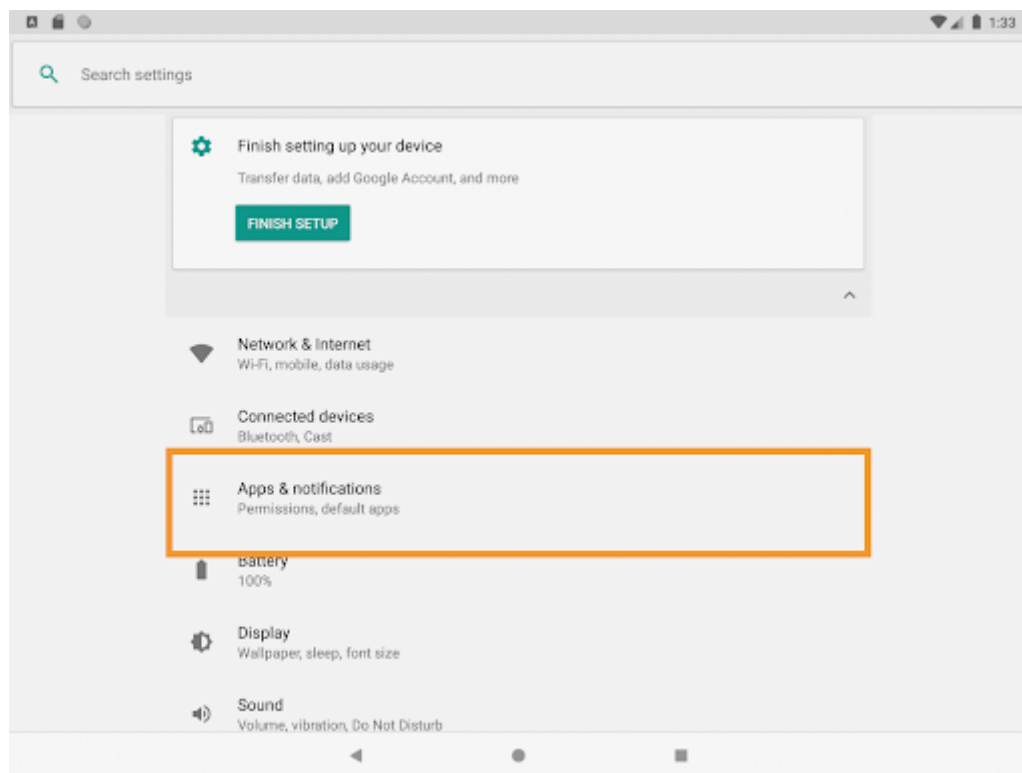 1:33
Search settings
Finish setting up your device
Transfer data, add Google Account, and more
FINISH SETUP
Network & Internet
Wi-Fi, mobile, data usage
Connected devices
Bluetooth, Cast
Apps & notifications
Permissions, default apps
Battery
100%
Display
Wallpaper, sleep, font size
Sound
Volume, vibration, Do Not Disturb